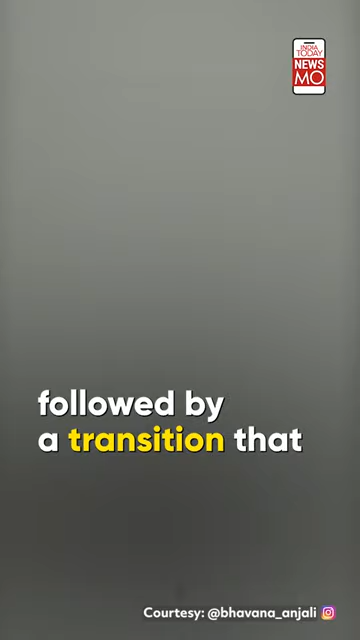 INDIA
TODAY
NEWS
MO
followed by
a transition that
Courtesy: @bhavana_anjali